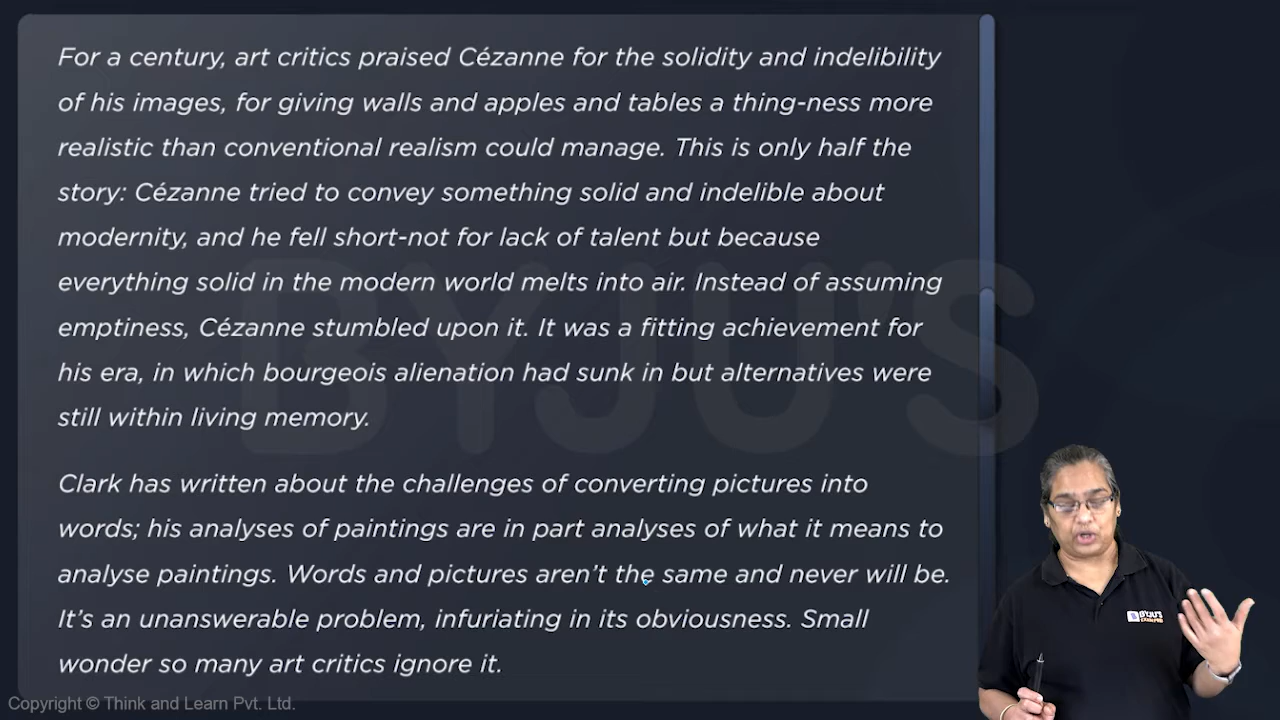 For a century, art critics praised Cézanne for the solidity and indelibility
of his images, for giving walls and apples and tables a thing-ness more
realistic than conventional realism could manage. This is only half the
story: Cézanne tried to convey something solid and indelible about
modernity, and he fell short-not for lack of talent but because
everything solid in the modern world melts into air. Instead of assuming
emptiness, Cézanne stumbled upon it. It was a fitting achievement for
his era, in which bourgeois alienation had sunk in but alternatives were
still within living memory.
Clark has written about the challenges of converting pictures into
words; his analyses of paintings are in part analyses of what it means to
analyse paintings. Words and pictures aren't the same and never will be.
It's an unanswerable problem, infuriating in its obviousness. Small
wonder so many art critics ignore it.
BYJU'S
BYJU'S
Copyright © Think and Learn Pvt. Ltd.